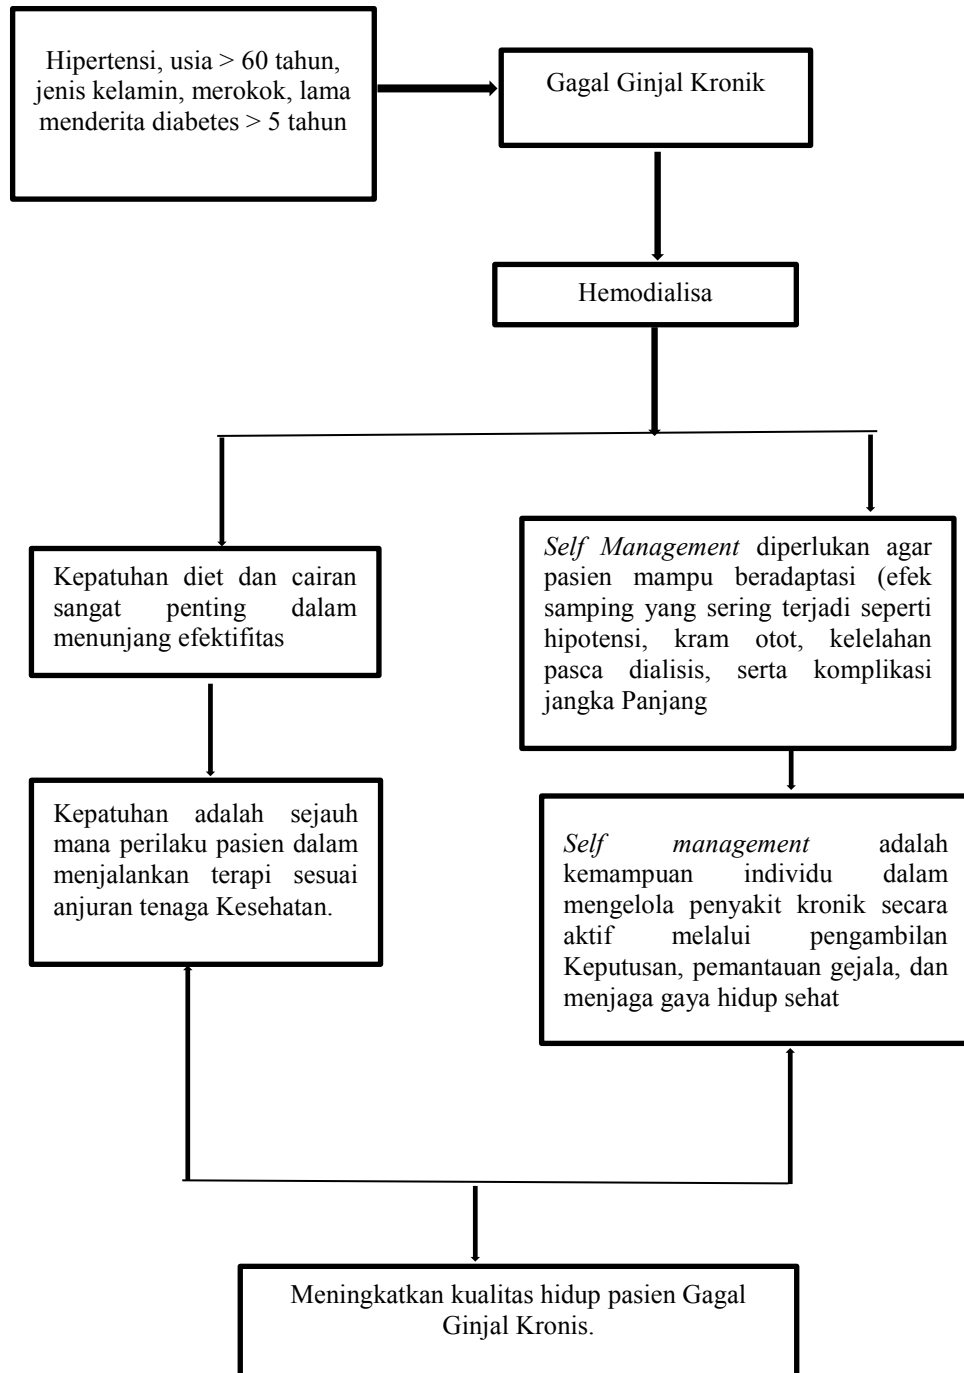 Hipertensi, usia > 60 tahun,
jenis kelamin, merokok, lama
menderita diabetes > 5 tahun
Gagal Ginjal Kronik
Hemodialisa
Kepatuhan diet dan cairan
sangat penting dalam
menunjang efektifitas
Self Management diperlukan agar
pasien mampu beradaptasi (efek
samping yang sering terjadi seperti
hipotensi, kram otot, kelelahan
pasca dialisis, serta komplikasi
jangka Panjang
Kepatuhan adalah sejauh
mana perilaku pasien dalam
menjalankan terapi sesuai
anjuran tenaga Kesehatan.
Self management adalah
kemampuan individu dalam
mengelola penyakit kronik secara
aktif melalui pengambilan
Keputusan, pemantauan gejala, dan
menjaga gaya hidup sehat
Meningkatkan kualitas hidup pasien Gagal
Ginjal Kronis.